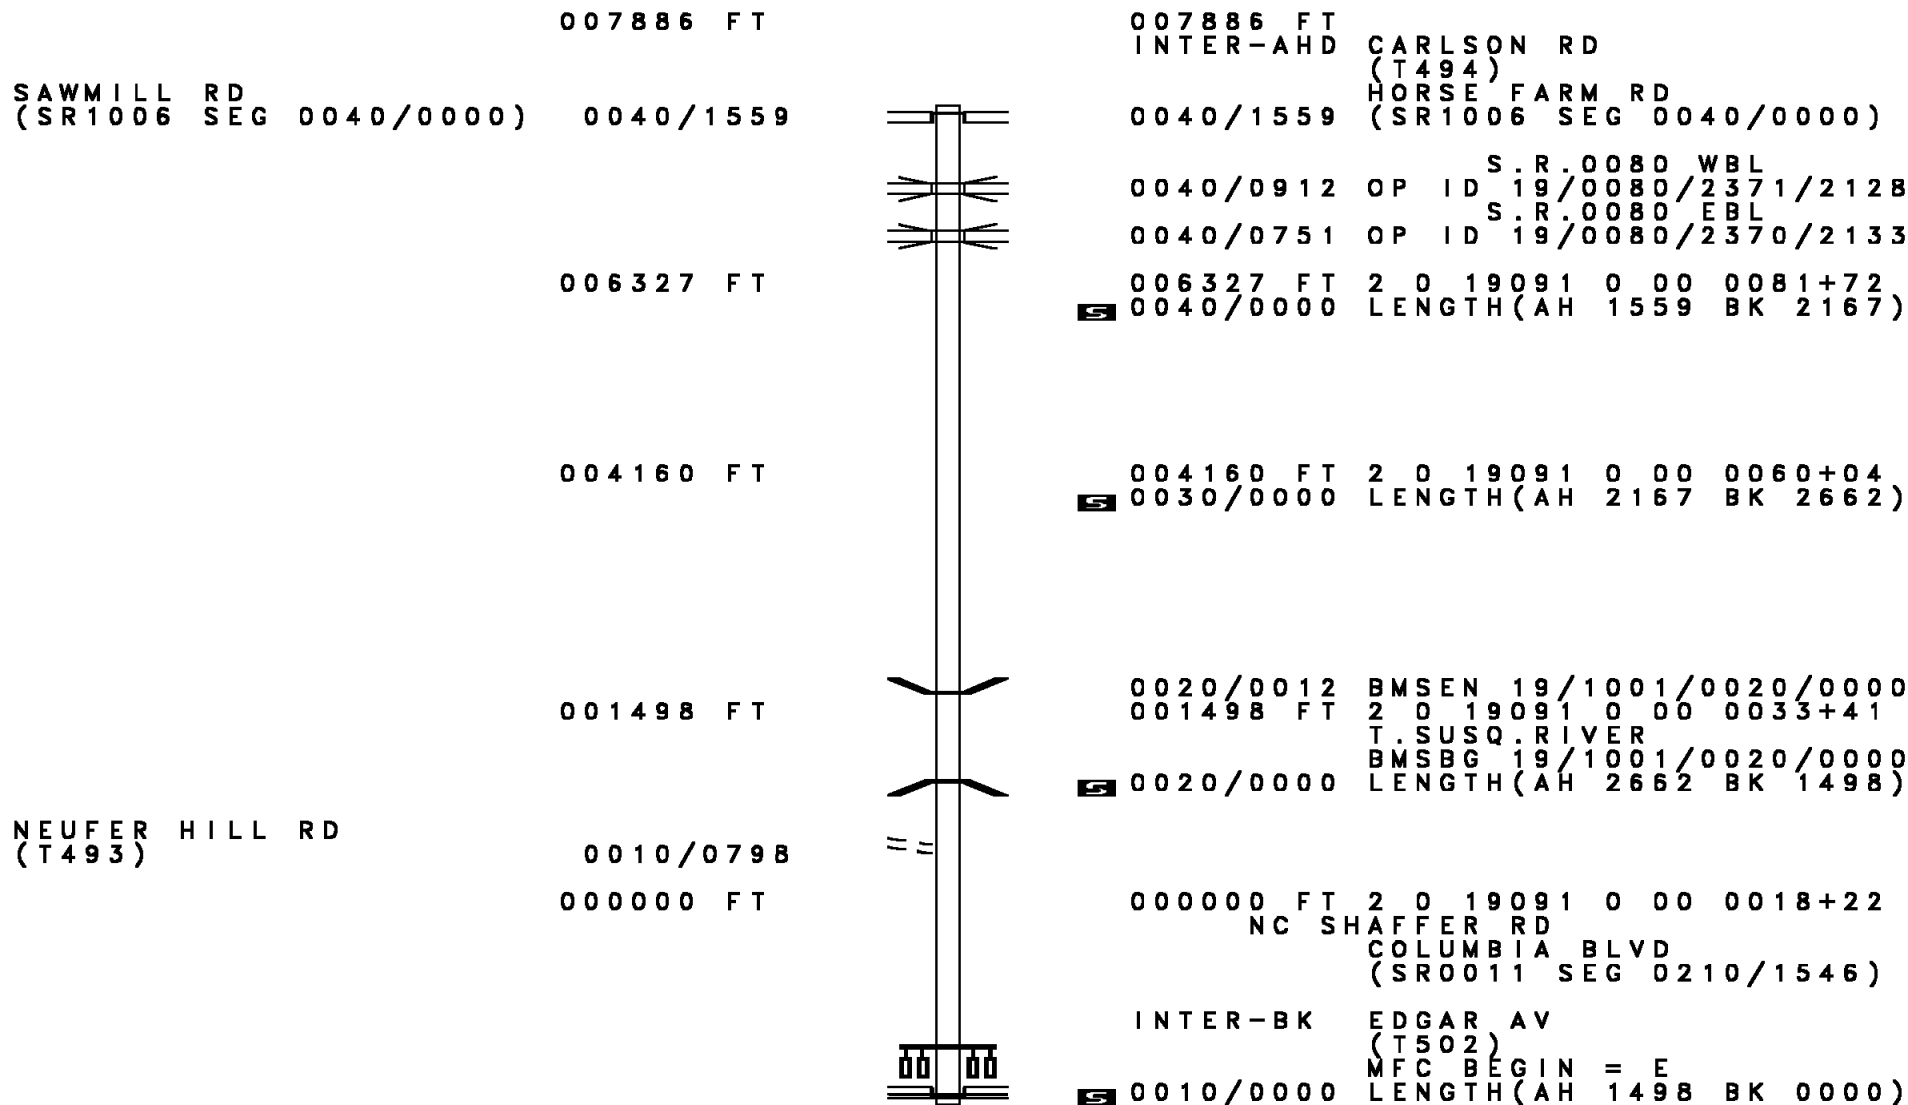 007886 FT 007886 FT
INTER-AHD CARLSON RD
(T494)
SAWMILL RD HORSE FARM RD
(SR1006 SEG 0040/0000) 0040/1559 0040/1559 (SR1006 SEG 0040/0000)
S.R.0080 WBL
0040/0912 OP ID 19/0080/2371/2128
S.R.0080 EBL
0040/0751 OP ID 19/0080/2370/2133
006327 FT 006327 FT 2 0 19091 0 00 0081+72
S 0040/0000 LENGTH(AH 1559 BK 2167)
004160 FT 004160 FT 2 0 19091 0 00 0060+04
S 0030/0000 LENGTH(AH 2167 BK 2662)
0020/0012 BMSEN 19/1001/0020/0000
001498 FT 001498 FT 2 0 19091 0 00 0033+41
T.SUSQ.RIVER
BMSBG 19/1001/0020/0000
S 0020/0000 LENGTH(AH 2662 BK 1498)
NEUFER HILL RD
(T493) 0010/0798
000000 FT 000000 FT 2 0 19091 0 00 0018+22
NC SHAFFER RD
COLUMBIA BLVD
(SR0011 SEG 0210/1546)
INTER-BK EDGAR AV
(T502)
MFC BEGIN = E
S 0010/0000 LENGTH(AH 1498 BK 0000)